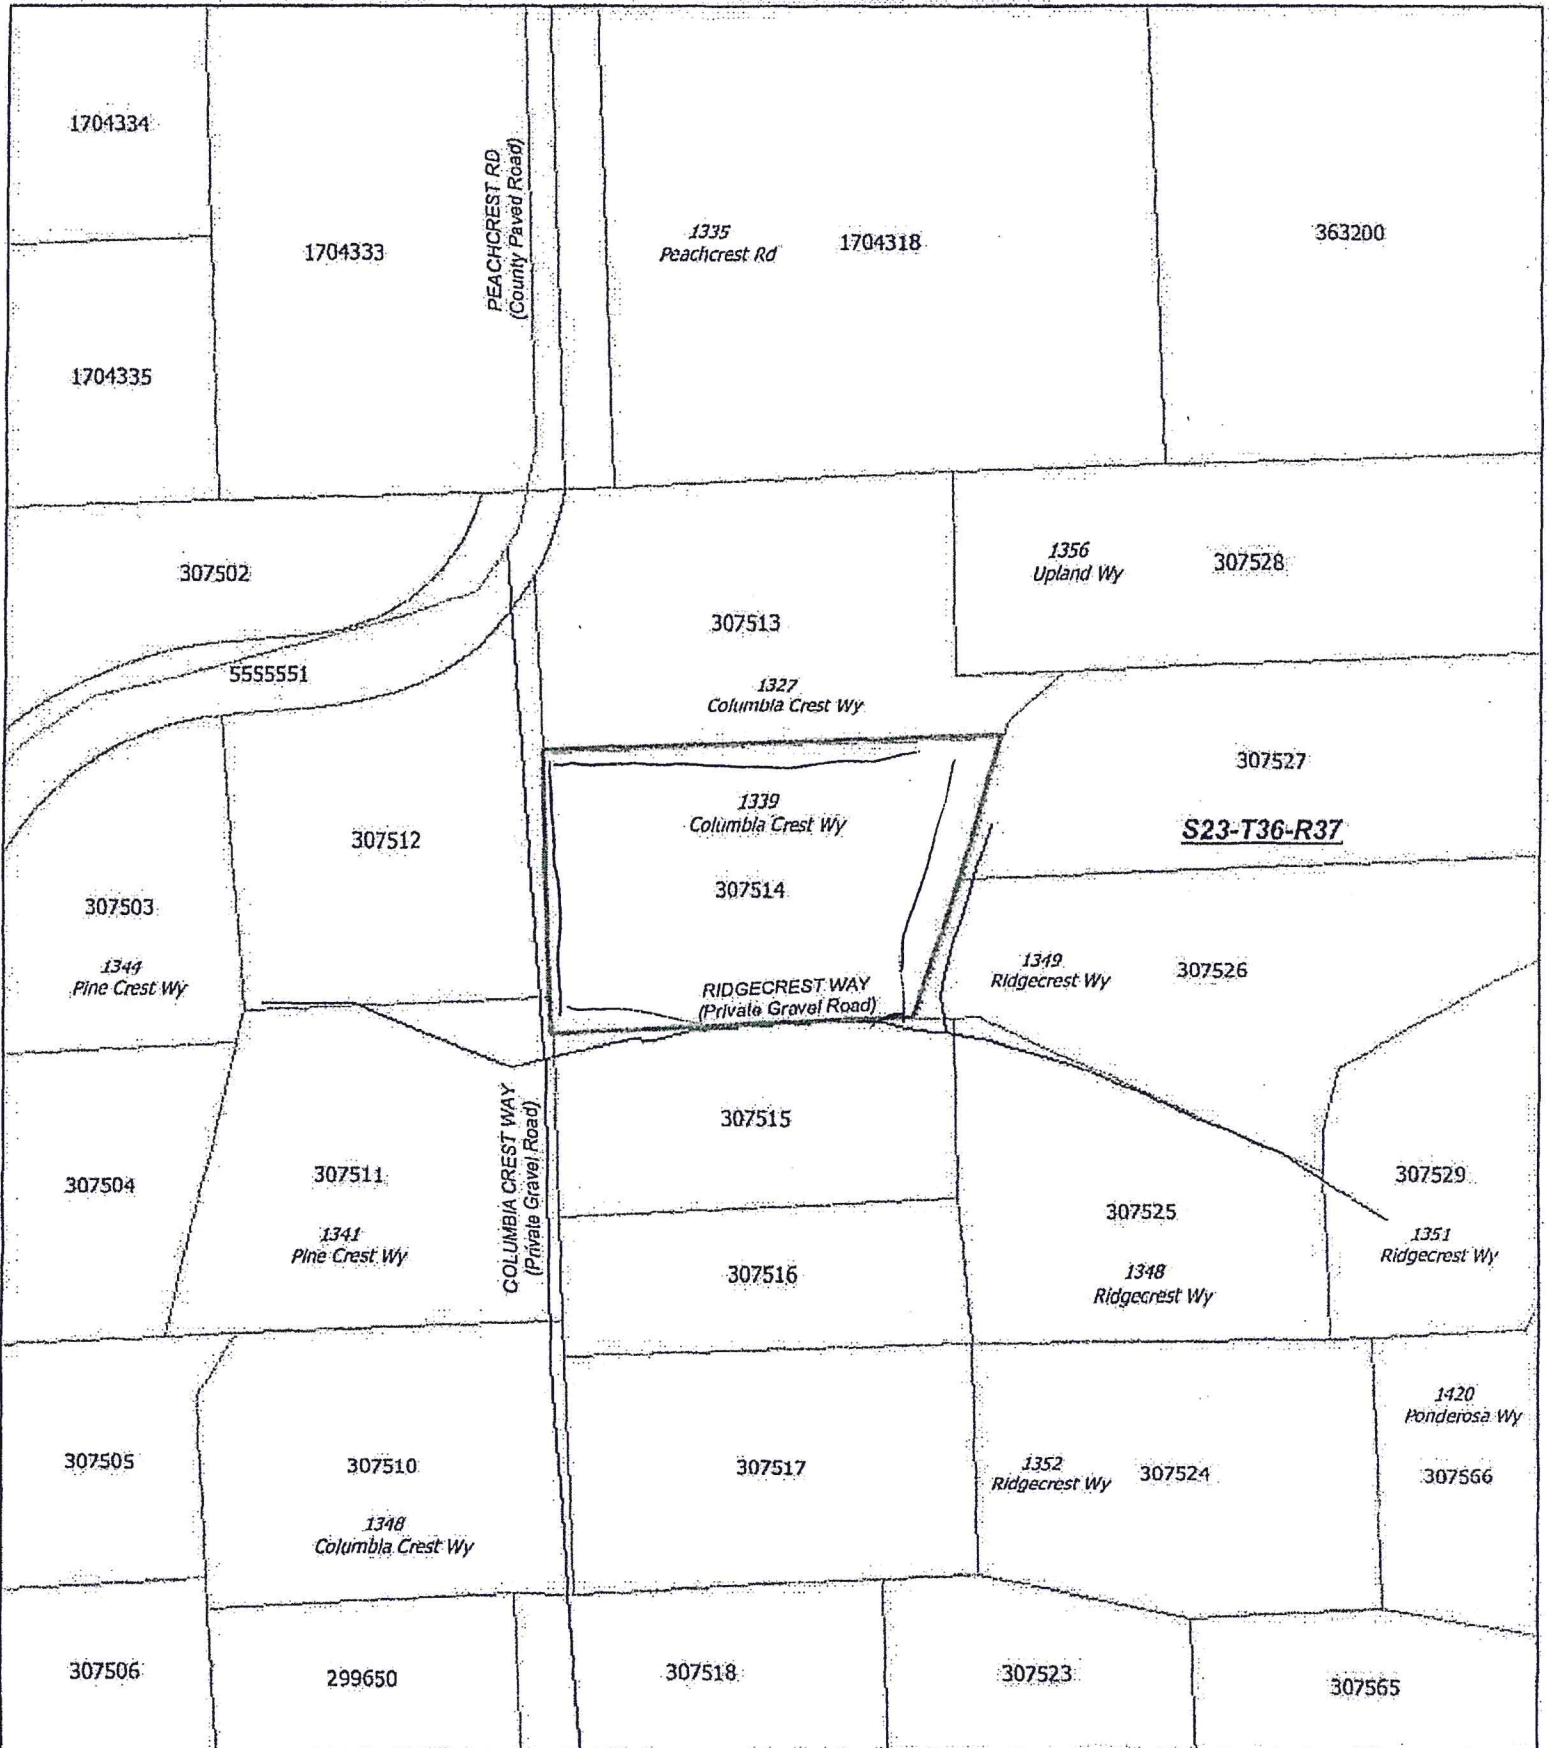 1704334
PEACHCREST RD
(County Paved Road)
1704333
1335
Peachcrest Rd
1704318
363200
1704335
307502
1356
Upland Wy
307528
307513
5555551
1327
Columbia Crest Wy
307527
1339
Columbia Crest Wy
S23-T36-R37
307512
307514
307503
1344
Pine Crest Wy
1349
Ridgecrest Wy
307526
RIDGECREST WAY
(Private Gravel Road)
COLUMBIA CREST WAY
(Private Gravel Road)
307515
307504
307511
1341
Pine Crest Wy
307529
1351
Ridgecrest Wy
307525
1348
Ridgecrest Wy
307516
1420
Ponderosa Wy
307566
307505
307510
1348
Columbia Crest Wy
307517
1352
Ridgecrest Wy
307524
307506
299650
307518
307523
307565